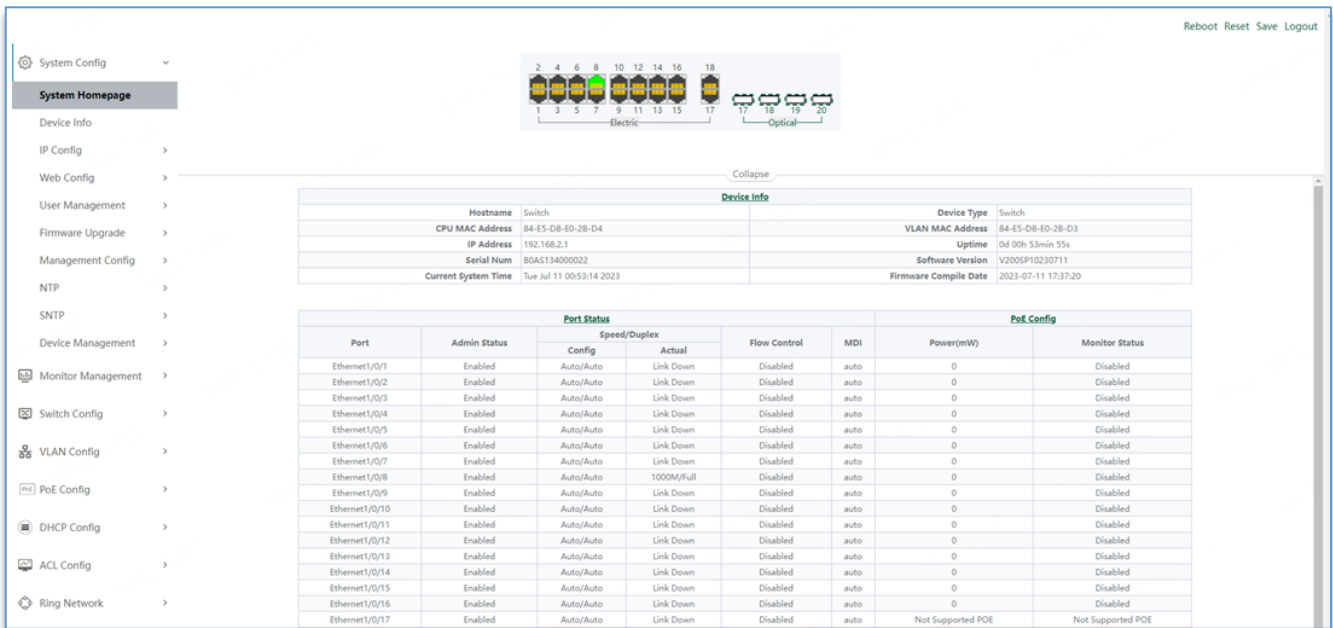 Reboot Reset Save Logout
System Config
System Homepage
Device Info
IP Config
Web Config
User Management
Firmware Upgrade
Management Config
NTP
SNTP
Device Management
Monitor Management
Switch Config
VLAN Config
PoE PoE Config
DHCP Config
ACL Config
Ring Network
2 4 6 8 10 12 14 16 18
1 3 5 7 9 11 13 15 17 17 18 19 20
Electric Optical
Collapse
Device Info
Hostname Switch Device Type Switch
CPU MAC Address 84-E5-D8-E0-2B-D4 VLAN MAC Address 84-E5-D8-E0-2B-D3
IP Address 192.168.2.1 Uptime 0d 00h 53min 55s
Serial Num B0AS134000022 Software Version V200SP10230711
Current System Time Tue Jul 11 00:53:14 2023 Firmware Compile Date 2023-07-11 17:37:20
Port Status PoE Config
Port Admin Status Speed/Duplex Flow Control MDI Power(mW) Monitor Status
Config Actual
Ethernet1/0/1 Enabled Auto/Auto Link Down Disabled auto 0 Disabled
Ethernet1/0/2 Enabled Auto/Auto Link Down Disabled auto 0 Disabled
Ethernet1/0/3 Enabled Auto/Auto Link Down Disabled auto 0 Disabled
Ethernet1/0/4 Enabled Auto/Auto Link Down Disabled auto 0 Disabled
Ethernet1/0/5 Enabled Auto/Auto Link Down Disabled auto 0 Disabled
Ethernet1/0/6 Enabled Auto/Auto Link Down Disabled auto 0 Disabled
Ethernet1/0/7 Enabled Auto/Auto Link Down Disabled auto 0 Disabled
Ethernet1/0/8 Enabled Auto/Auto 1000M/Full Disabled auto 0 Disabled
Ethernet1/0/9 Enabled Auto/Auto Link Down Disabled auto 0 Disabled
Ethernet1/0/10 Enabled Auto/Auto Link Down Disabled auto 0 Disabled
Ethernet1/0/11 Enabled Auto/Auto Link Down Disabled auto 0 Disabled
Ethernet1/0/12 Enabled Auto/Auto Link Down Disabled auto 0 Disabled
Ethernet1/0/13 Enabled Auto/Auto Link Down Disabled auto 0 Disabled
Ethernet1/0/14 Enabled Auto/Auto Link Down Disabled auto 0 Disabled
Ethernet1/0/15 Enabled Auto/Auto Link Down Disabled auto 0 Disabled
Ethernet1/0/16 Enabled Auto/Auto Link Down Disabled auto 0 Disabled
Ethernet1/0/17 Enabled Auto/Auto Link Down Disabled auto Not Supported POE Not Supported POE